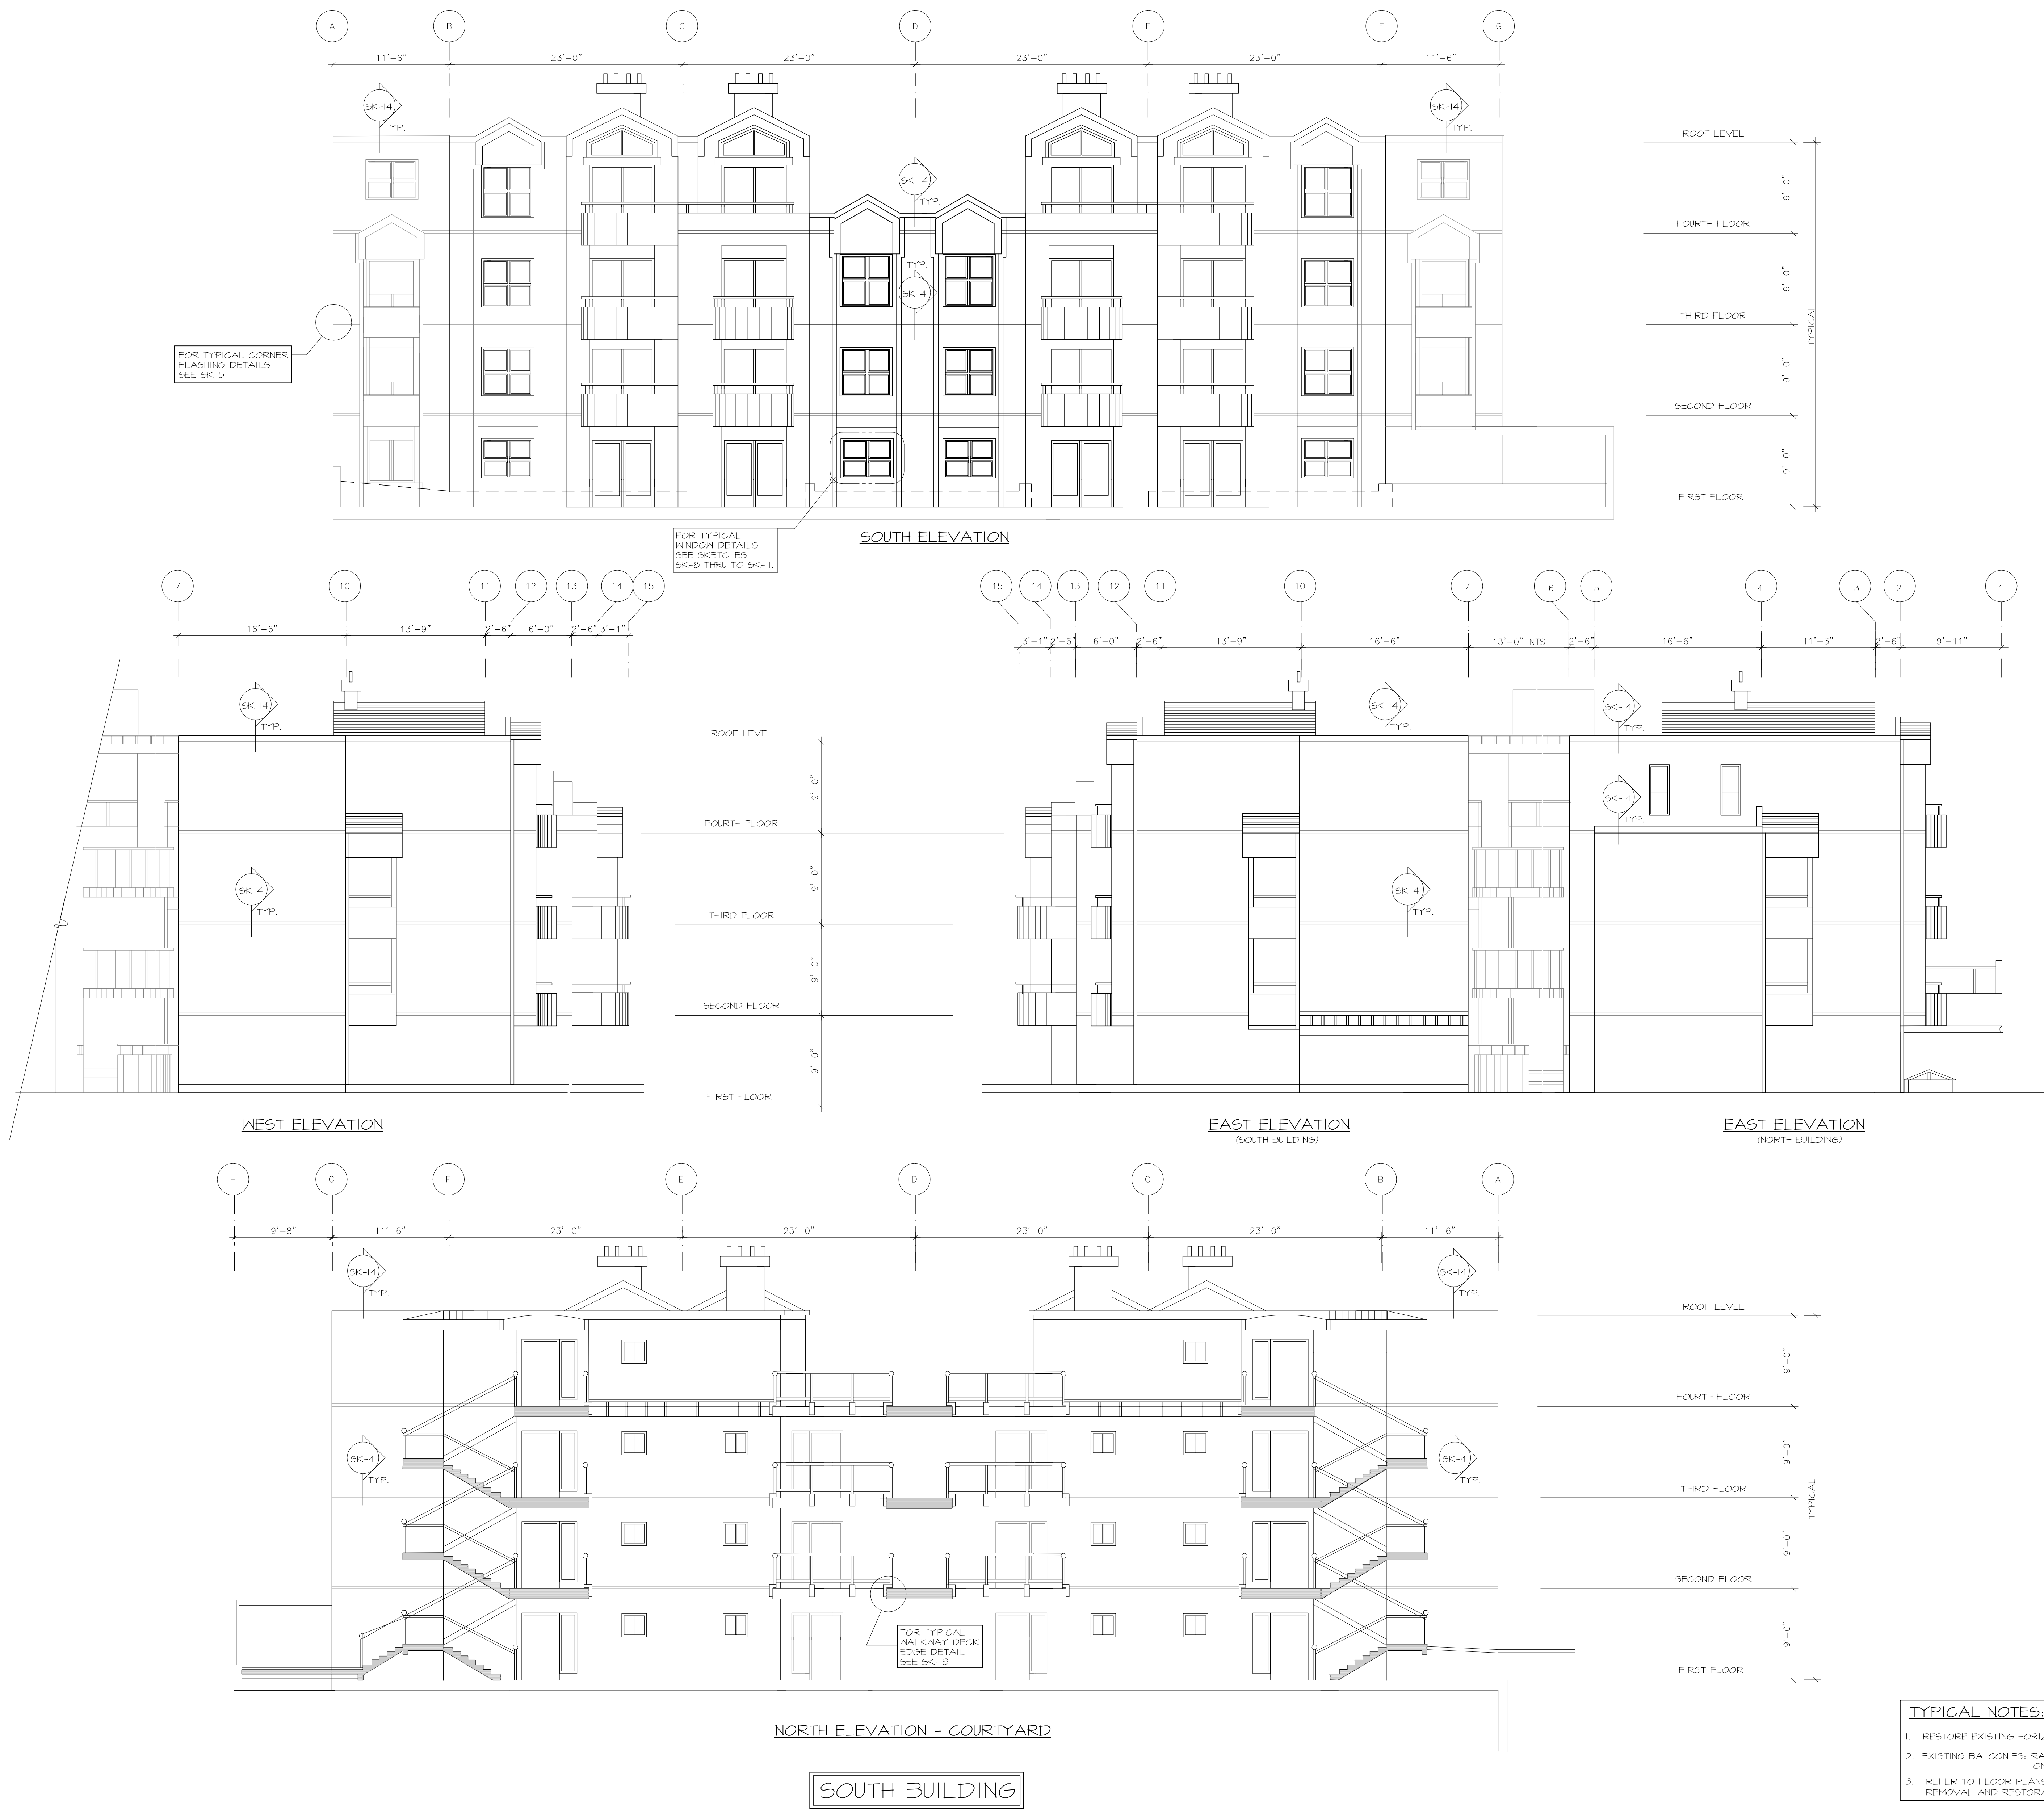 A B C D E F G
11'-6" 23'-0" 23'-0" 23'-0" 23'-0" 11'-6"
SK-14
TYP.
SK-14
TYP.
SK-14
TYP.
TYP.
SK-4
ROOF LEVEL
9'-0"
FOURTH FLOOR
9'-0"
THIRD FLOOR
TYPICAL
9'-0"
SECOND FLOOR
9'-0"
FIRST FLOOR
FOR TYPICAL CORNER
FLASHING DETAILS
SEE SK-5
FOR TYPICAL
WINDOW DETAILS
SEE SKETCHES
SK-8 THRU TO SK-11.
SOUTH ELEVATION
7 10 11 12 13 14 15
16'-6" 13'-9" 2'-6" 6'-0" 2'-6" 3'-1"
SK-14
TYP.
SK-4
TYP.
ROOF LEVEL
9'-0"
FOURTH FLOOR
9'-0"
THIRD FLOOR
9'-0"
SECOND FLOOR
9'-0"
FIRST FLOOR
WEST ELEVATION
15 14 13 12 11 10 7 6 5 4 3 2 1
3'-1" 2'-6" 6'-0" 2'-6" 13'-9" 16'-6" 13'-0" NTS 2'-6" 16'-6" 11'-3" 2'-6" 9'-11"
SK-14
TYP.
SK-14
TYP.
SK-14
TYP.
SK-4
TYP.
EAST ELEVATION
(SOUTH BUILDING)
EAST ELEVATION
(NORTH BUILDING)
H G F E D C B A
9'-8" 11'-6" 23'-0" 23'-0" 23'-0" 23'-0" 11'-6"
SK-14
TYP.
SK-14
TYP.
SK-4
TYP.
SK-4
TYP.
ROOF LEVEL
9'-0"
FOURTH FLOOR
9'-0"
THIRD FLOOR
TYPICAL
9'-0"
SECOND FLOOR
9'-0"
FIRST FLOOR
FOR TYPICAL
WALKWAY DECK
EDGE DETAIL
SEE SK-13
NORTH ELEVATION - COURTYARD
SOUTH BUILDING
TYPICAL NOTES:
1. RESTORE EXISTING
2. EXISTING BALCONIES:
3. REFER TO FLOOR PLANS
REMOVAL AND